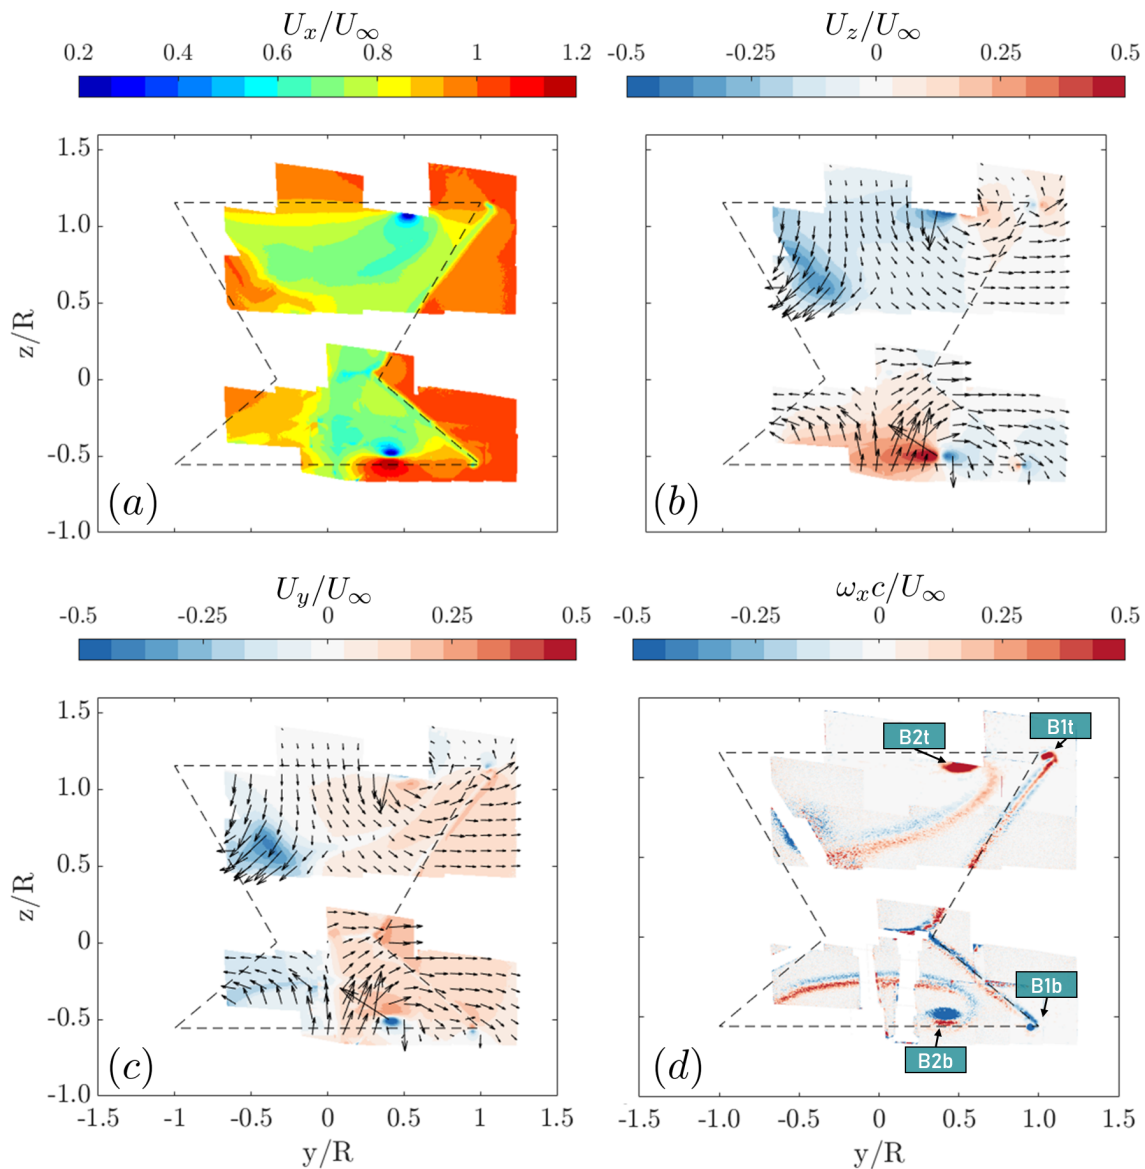 U_x/U_∞ U_z/U_∞
0.2 0.4 0.6 0.8 1 1.2 -0.5 -0.25 0 0.25 0.5
1.5
1.0
0.5
z/R
0
-0.5
(a) (b)
-1.0
U_y/U_∞ ω_x c/U_∞
-0.5 -0.25 0 0.25 0.5 -0.5 -0.25 0 0.25 0.5
1.5
B2t B1t
1.0
0.5
z/R
0
B1b
-0.5
B2b
(c) (d)
-1.0
-1.5 -1 -0.5 0 0.5 1 1.5 -1.5 -1.0 -0.5 0 0.5 1.0 1.5
y/R y/R